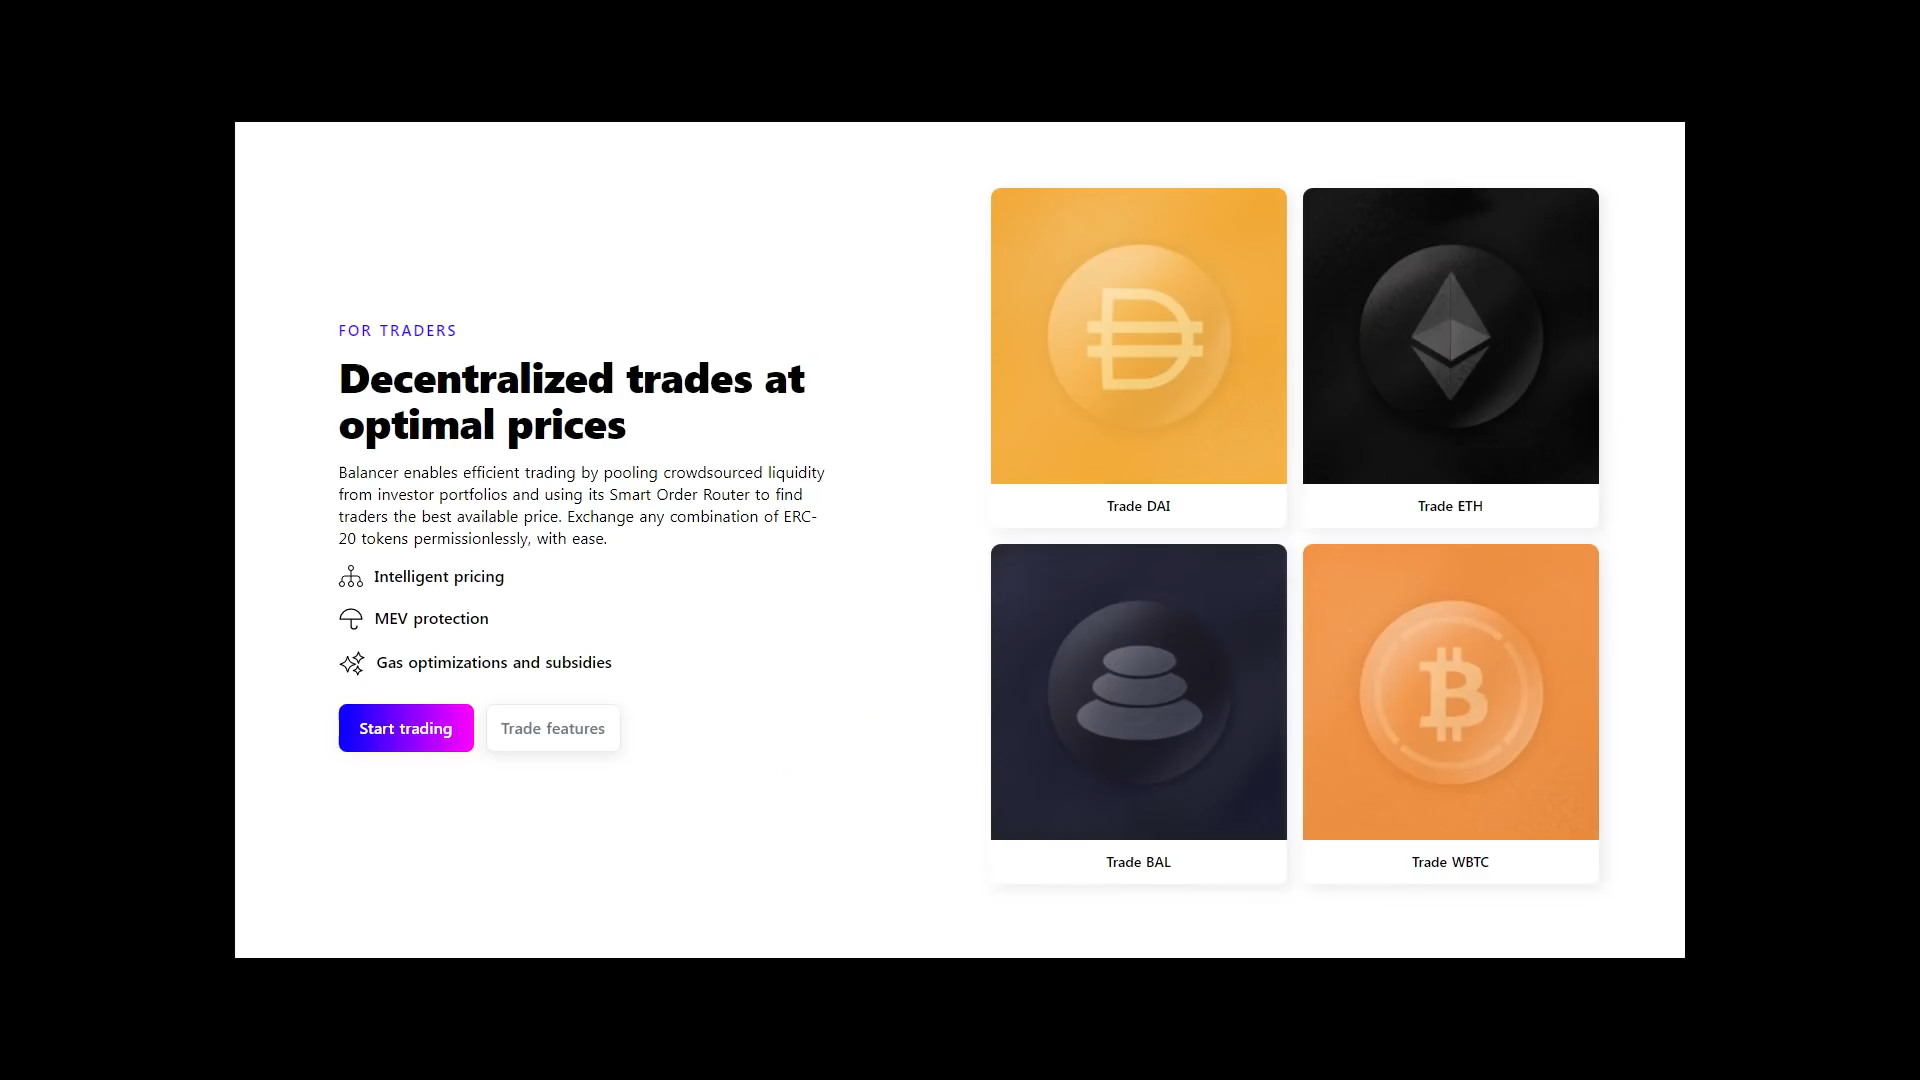 FOR TRADERS
Decentralized trades at
optimal prices
Balancer enables efficient trading by pooling crowdsourced liquidity
from investor portfolios and using its Smart Order Router to find
traders the best available price. Exchange any combination of ERC-
20 tokens permissionlessly, with ease.
Intelligent pricing
MEV protection
Gas optimizations and subsidies
Start trading
Trade features
Trade DAI
Trade ETH
Trade BAL
Trade WBTC